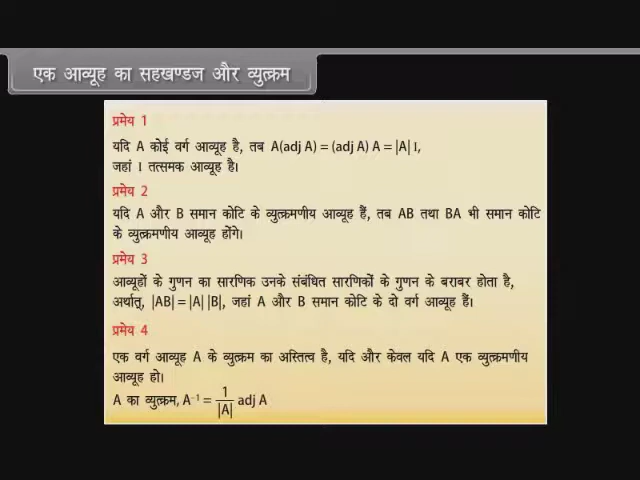 एक आव्यूह का सहखण्डज और व्युत्क्रम
प्रमेय 1
यदि A कोई वर्ग आव्यूह है, तब A(adj A) = (adj A) A = |A| I,
जहां I तत्समक आव्यूह है।
प्रमेय 2
यदि A और B समान कोटि के व्युत्क्रमणीय आव्यूह हैं, तब AB तथा BA भी समान कोटि
के व्युत्क्रमणीय आव्यूह होंगे।
प्रमेय 3
आव्यूहों के गुणन का सारणिक उनके संबंधित सारणिकों के गुणन के बराबर होता है,
अर्थात्, |AB| = |A| |B|, जहां A और B समान कोटि के दो वर्ग आव्यूह हैं।
प्रमेय 4
एक वर्ग आव्यूह A के व्युत्क्रम का अस्तित्व है, यदि और केवल यदि A एक व्युत्क्रमणीय
आव्यूह हो।
A का व्युत्क्रम, A⁻¹ = 1/|A| adj A